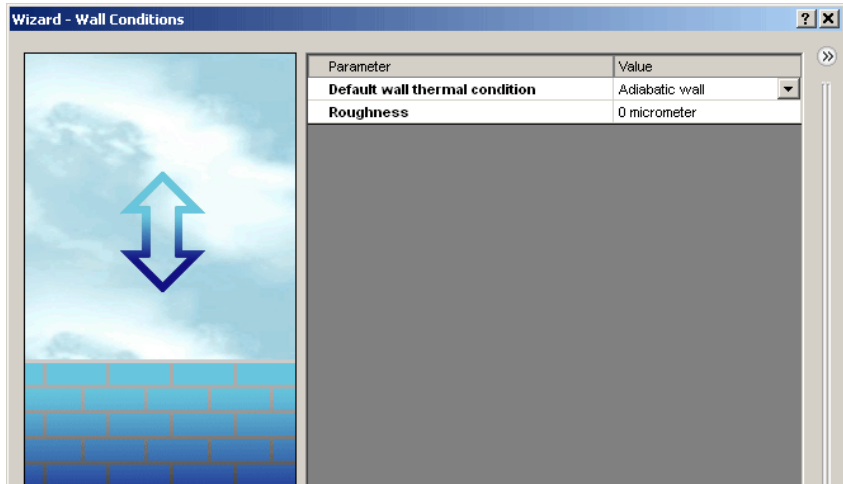 Wizard - Wall Conditions
Parameter Value
Default wall thermal condition Adiabatic wall
Roughness 0 micrometer